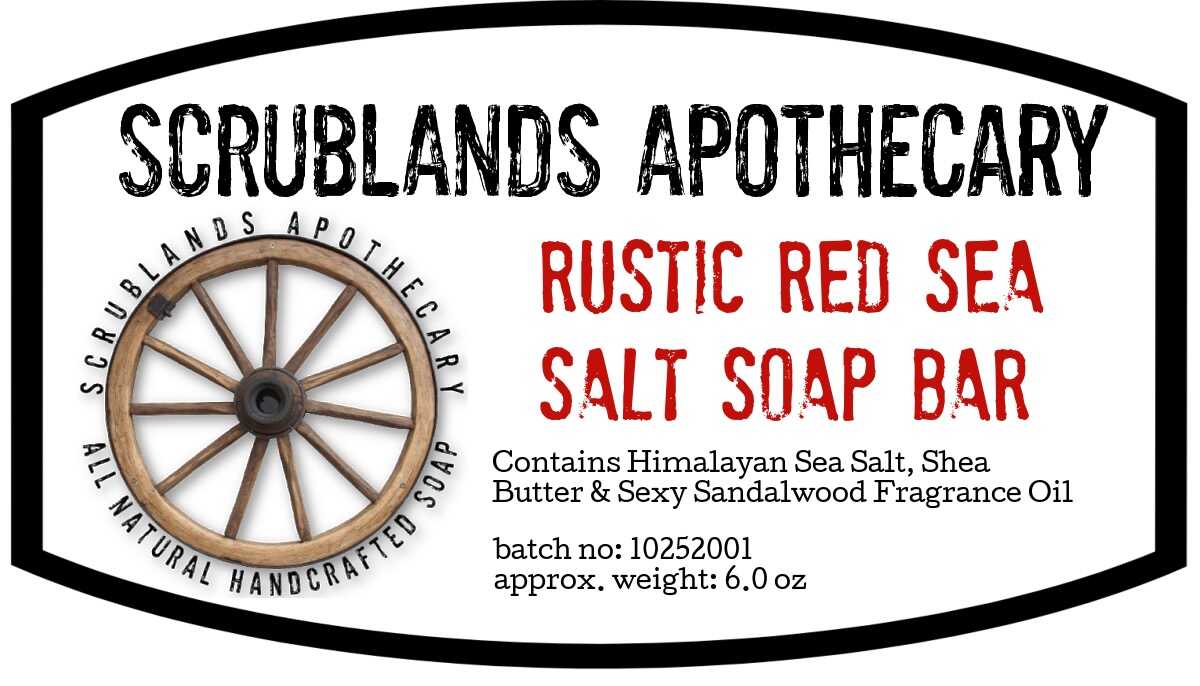 SCRUBLANDS APOTHECARY
SCRUBLANDS APOTHECARY
ALL NATURAL HANDCRAFTED SOAP
RUSTIC RED SEA
SALT SOAP BAR
Contains Himalayan Sea Salt, Shea
Butter & Sexy Sandalwood Fragrance Oil
batch no: 10252001
approx. weight: 6.0 oz